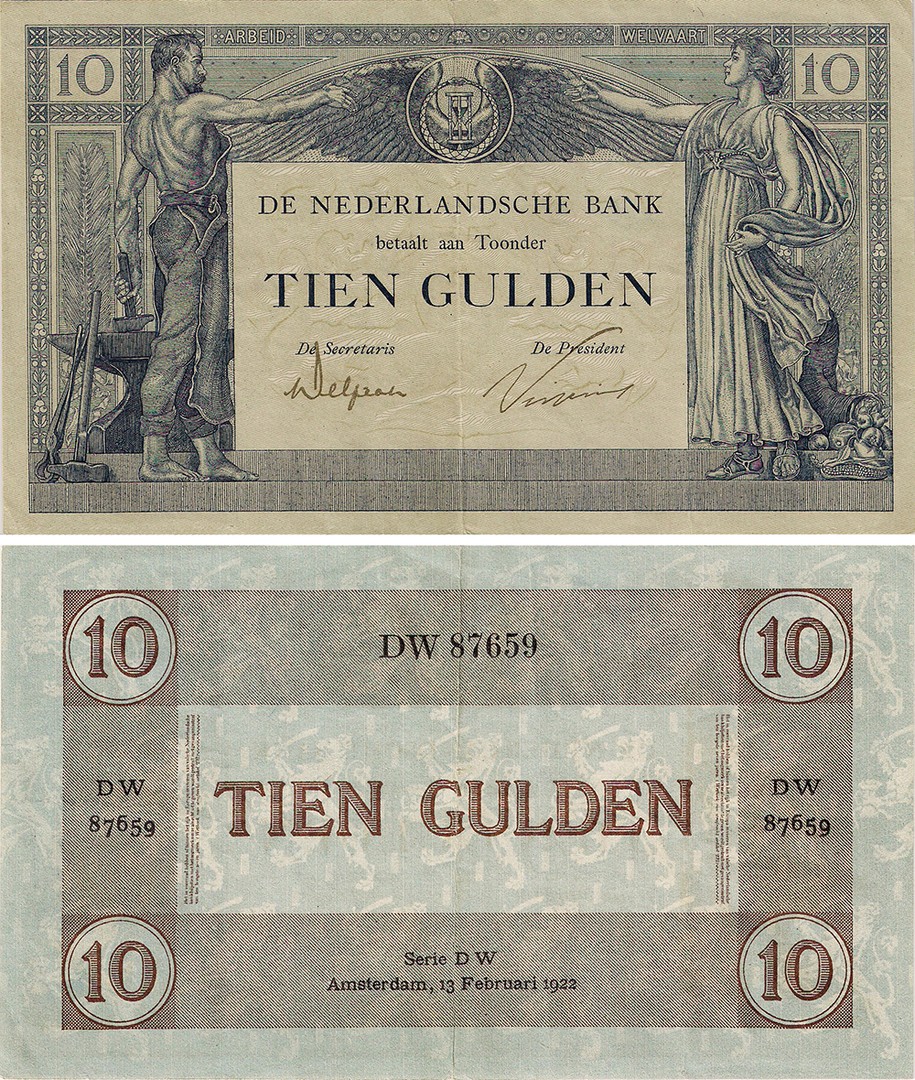 10 ARBEID WELVAART 10
DE NEDERLANDSCHE BANK
betaalt aan Toonder
TIEN GULDEN
De Secretaris De President
10 10
DW 87659
TIEN GULDEN
DW DW
87659 87659
10 10
Serie DW
Amsterdam, 13 Februari 1922